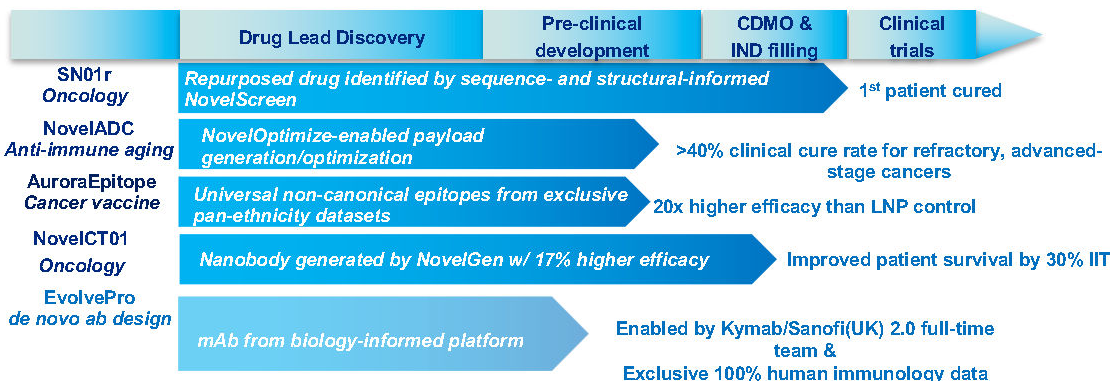 Drug Lead Discovery
Pre-clinical
development
CDMO &
IND filling
Clinical
trials
SN01r
Oncology
Repurposed drug identified by sequence- and structural-informed
NovelScreen
1st patient cured
NovelADC
Anti-immune aging
NovelOptimize-enabled payload
generation/optimization
>40% clinical cure rate for refractory, advanced-
stage cancers
AuroraEpitope
Cancer vaccine
Universal non-canonical epitopes from exclusive
pan-ethnicity datasets
20x higher efficacy than LNP control
NovelCT01
Oncology
Nanobody generated by NovelGen w/ 17% higher efficacy
Improved patient survival by 30% IIT
EvolvePro
de novo ab design
mAb from biology-informed platform
Enabled by Kymab/Sanofi(UK) 2.0 full-time
team &
Exclusive 100% human immunology data